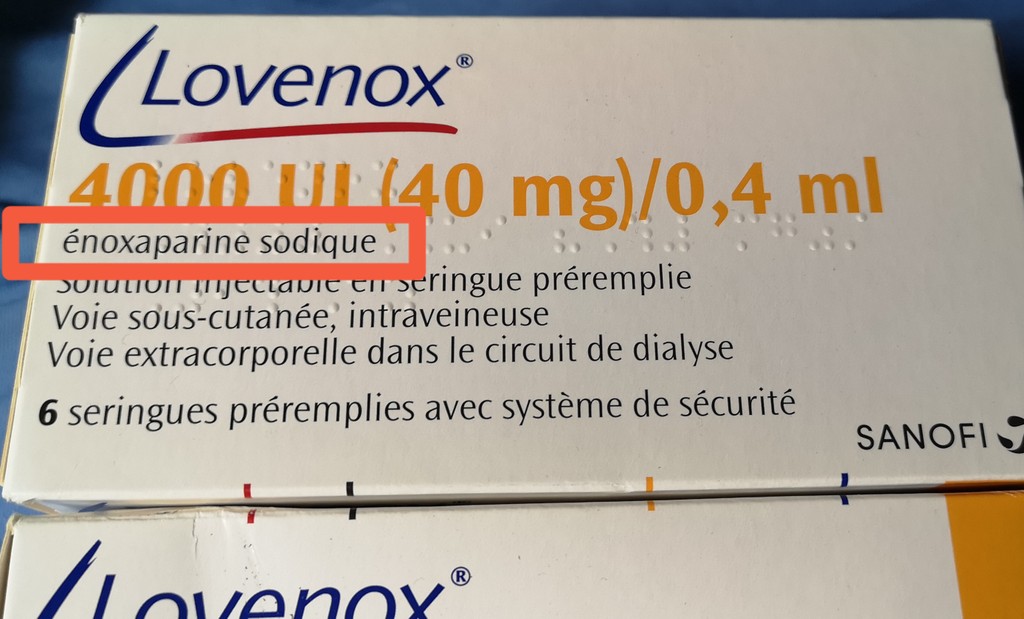 Lovenox®
4000 UI (40 mg)/0,4 ml
énoxaparine sodique
Solution injectable en seringue préremplie
Voie sous-cutanée, intraveineuse
Voie extracorporelle dans le circuit de dialyse
6 seringues préremplies avec système de sécurité
SANOFI
Lovenox®